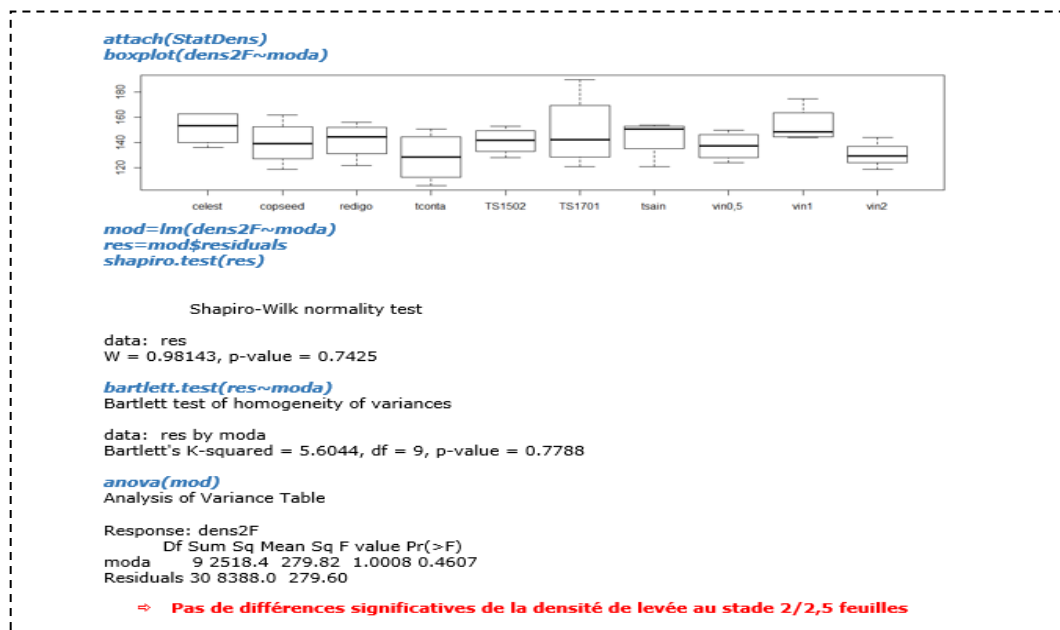 attach(StatDens)
boxplot(dens2F~moda)
180
160
140
120
celest copseed redigo tconta TS1502 TS1701 tsain vin0,5 vin1 vin2
mod=lm(dens2F~moda)
res=mod$residuals
shapiro.test(res)
Shapiro-Wilk normality test
data: res
W = 0.98143, p-value = 0.7425
bartlett.test(res~moda)
Bartlett test of homogeneity of variances
data: res by moda
Bartlett's K-squared = 5.6044, df = 9, p-value = 0.7788
anova(mod)
Analysis of Variance Table
Response: dens2F
Df Sum Sq Mean Sq F value Pr(>F)
moda 9 2518.4 279.82 1.0008 0.4607
Residuals 30 8388.0 279.60
⇨ Pas de différences significatives de la densité de levée au stade 2/2,5 feuilles